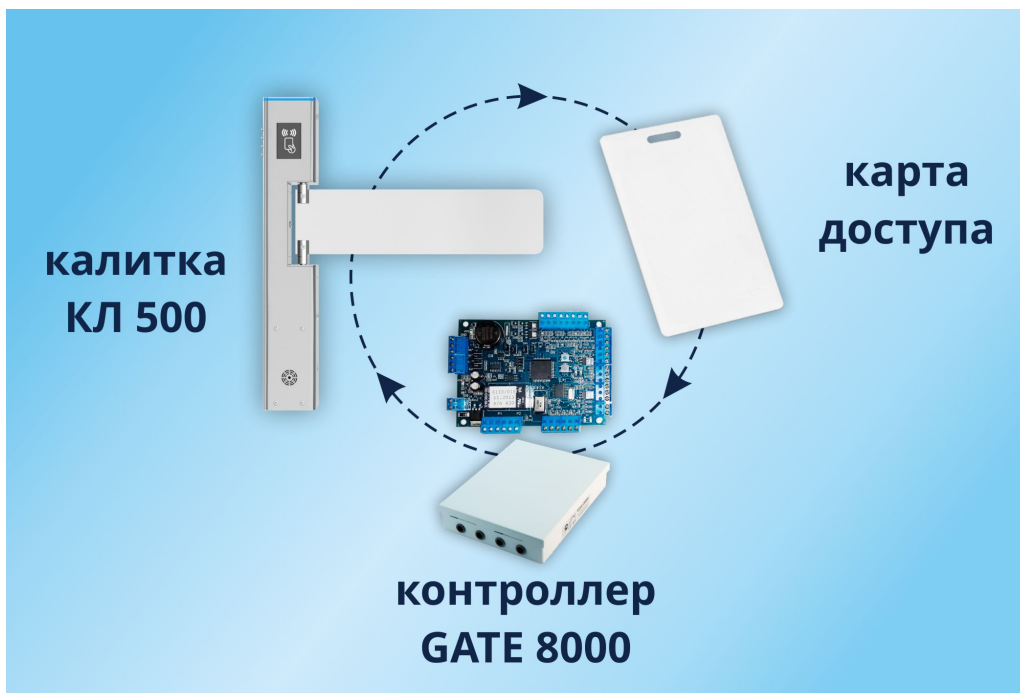 калитка
КЛ 500
карта
доступа
контроллер
GATE 8000